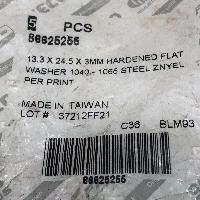 5 PCS
86625255
13.3 X 24.5 X 3MM HARDENED FLAT
WASHER 1040 - 1065 STEEL ZNYEL
PER PRINT
MADE IN TAIWAN
LOT # 37212FF21
C36 BLM93
86625255